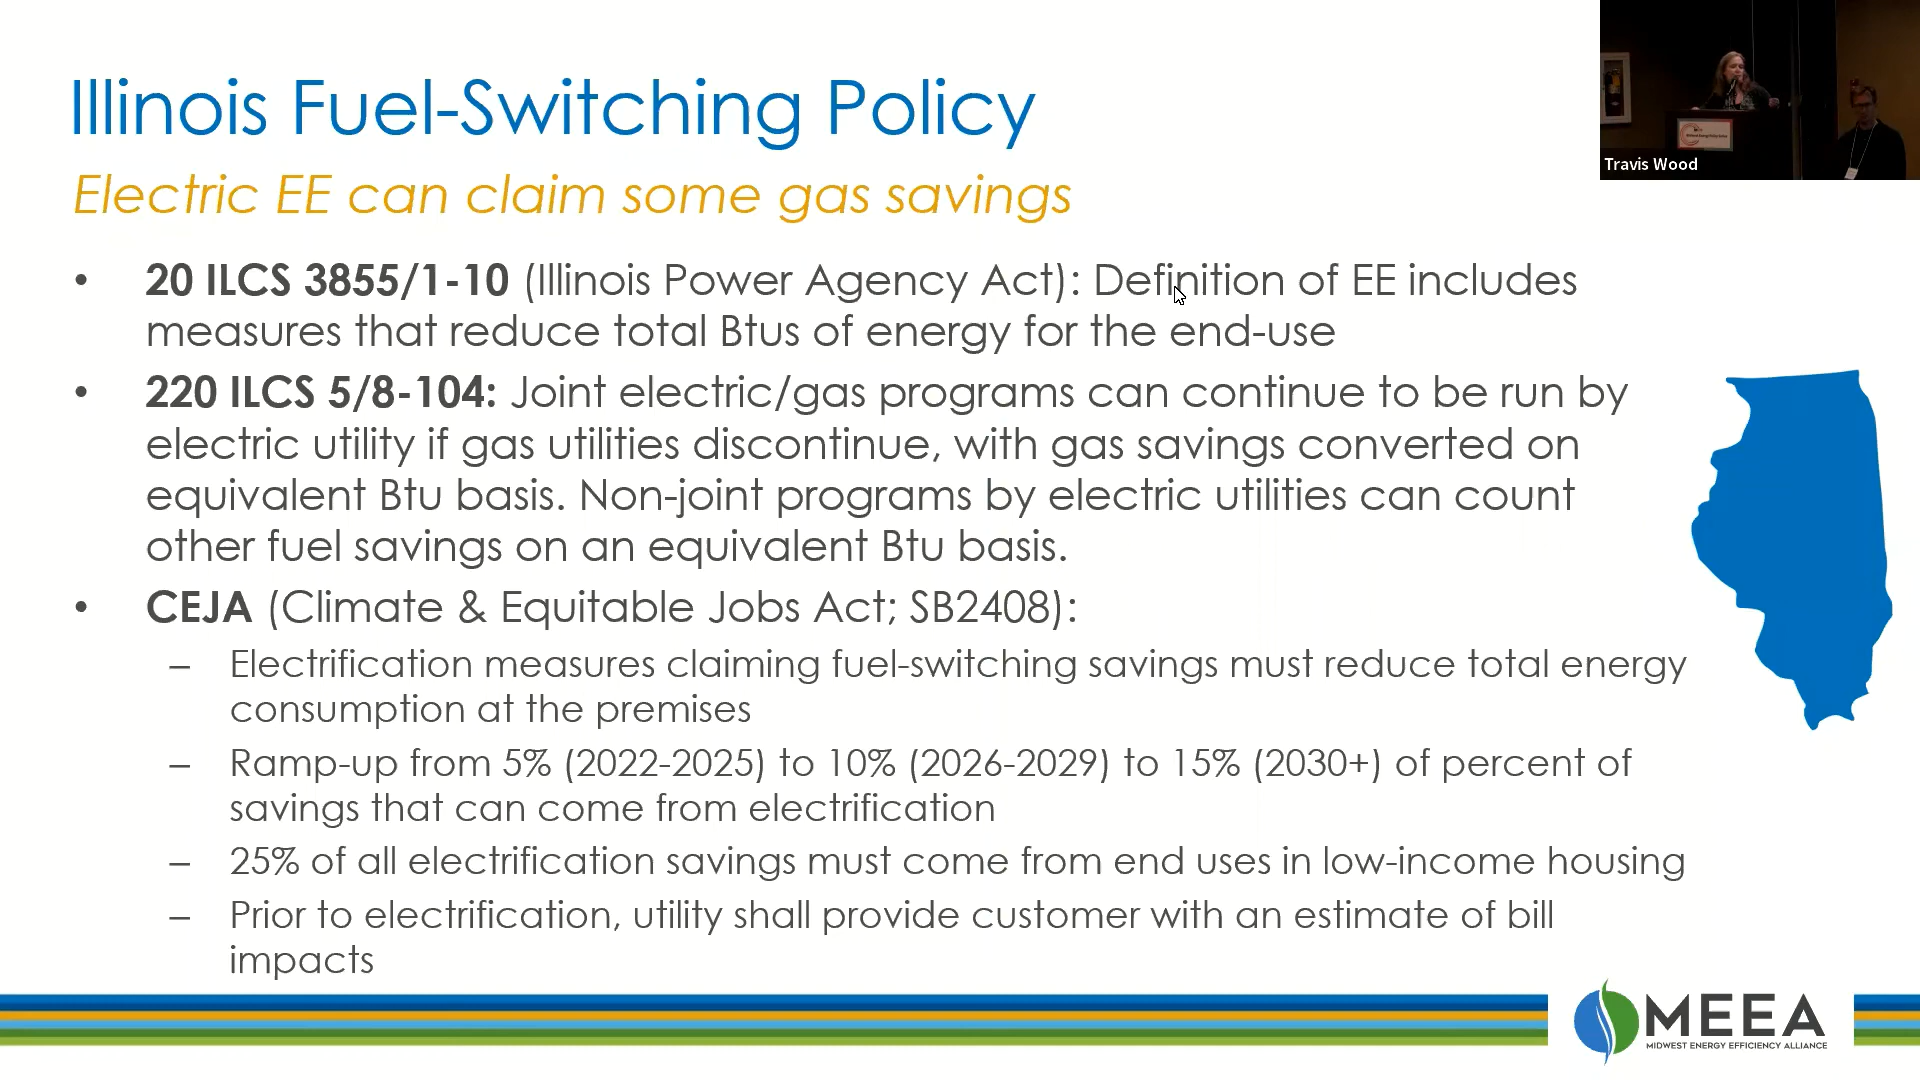 Illinois Fuel-Switching Policy
Electric EE can claim some gas savings
• 20 ILCS 3855/1-10 (Illinois Power Agency Act): Definition of EE includes
measures that reduce total Btus of energy for the end-use
• 220 ILCS 5/8-104: Joint electric/gas programs can continue to be run by
electric utility if gas utilities discontinue, with gas savings converted on
equivalent Btu basis. Non-joint programs by electric utilities can count
other fuel savings on an equivalent Btu basis.
• CEJA (Climate & Equitable Jobs Act; SB2408):
– Electrification measures claiming fuel-switching savings must reduce total energy
consumption at the premises
– Ramp-up from 5% (2022-2025) to 10% (2026-2029) to 15% (2030+) of percent of
savings that can come from electrification
– 25% of all electrification savings must come from end uses in low-income housing
– Prior to electrification, utility shall provide customer with an estimate of bill
impacts
Travis Wood
MEEA
MIDWEST ENERGY EFFICIENCY ALLIANCE